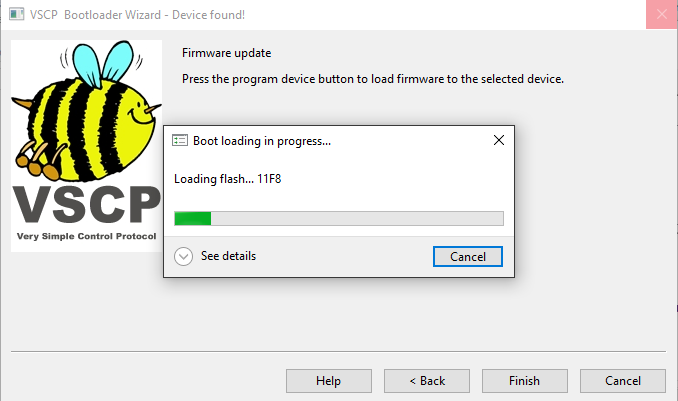 VSCP  Bootloader Wizard - Device found!
Firmware update
Press the program device button to load firmware to the selected device.
VSCP
Very Simple Control Protocol
Boot loading in progress...
Loading flash... 11F8
See details
Cancel
Help
< Back
Finish
Cancel